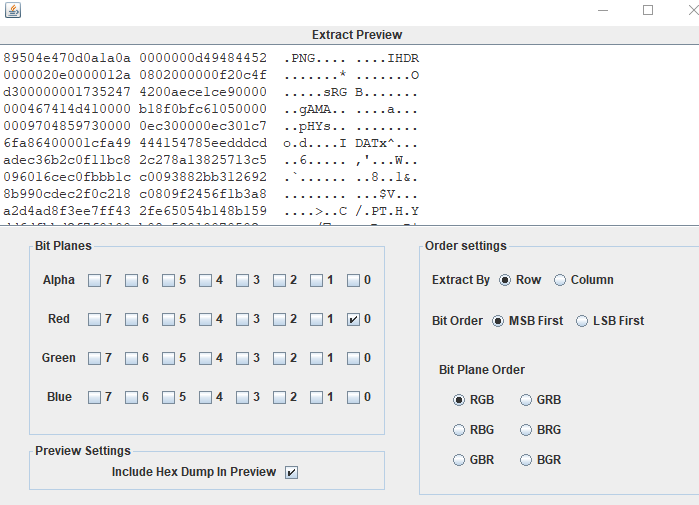 Extract Preview
89504e470d0a1a0a 0000000d49484452 .PNG.... ....IHDR
0000020e0000012a 0802000000f20c4f .......* .......O
d300000001735247 4200aece1ce90000 .....sRG B.......
000467414d410000 b18f0bfc61050000 ..gAMA.. ....a...
0009704859730000 0ec300000ec301c7 ..pHYs.. ........
6fa86400001cfa49 444154785eedddcd o.d....I DATx^...
adec36b2c0f11bc8 2c278a13825713c5 ..6..... ,'...W..
096016cec0fbbb1c c0093882bb312692 .`...... ..8..1&.
8b990cdec2f0c218 c0809f2456f1b3a8 ........ ...$V...
a2d4ad8f3ee7ff43 2fe65054b148b159 ....>..C /.PT.H.Y
Bit Planes
Alpha 7 6 5 4 3 2 1 0
Red 7 6 5 4 3 2 1 0
Green 7 6 5 4 3 2 1 0
Blue 7 6 5 4 3 2 1 0
Preview Settings
Include Hex Dump In Preview
Order settings
Extract By Row Column
Bit Order MSB First LSB First
Bit Plane Order
RGB GRB
RBG BRG
GBR BGR